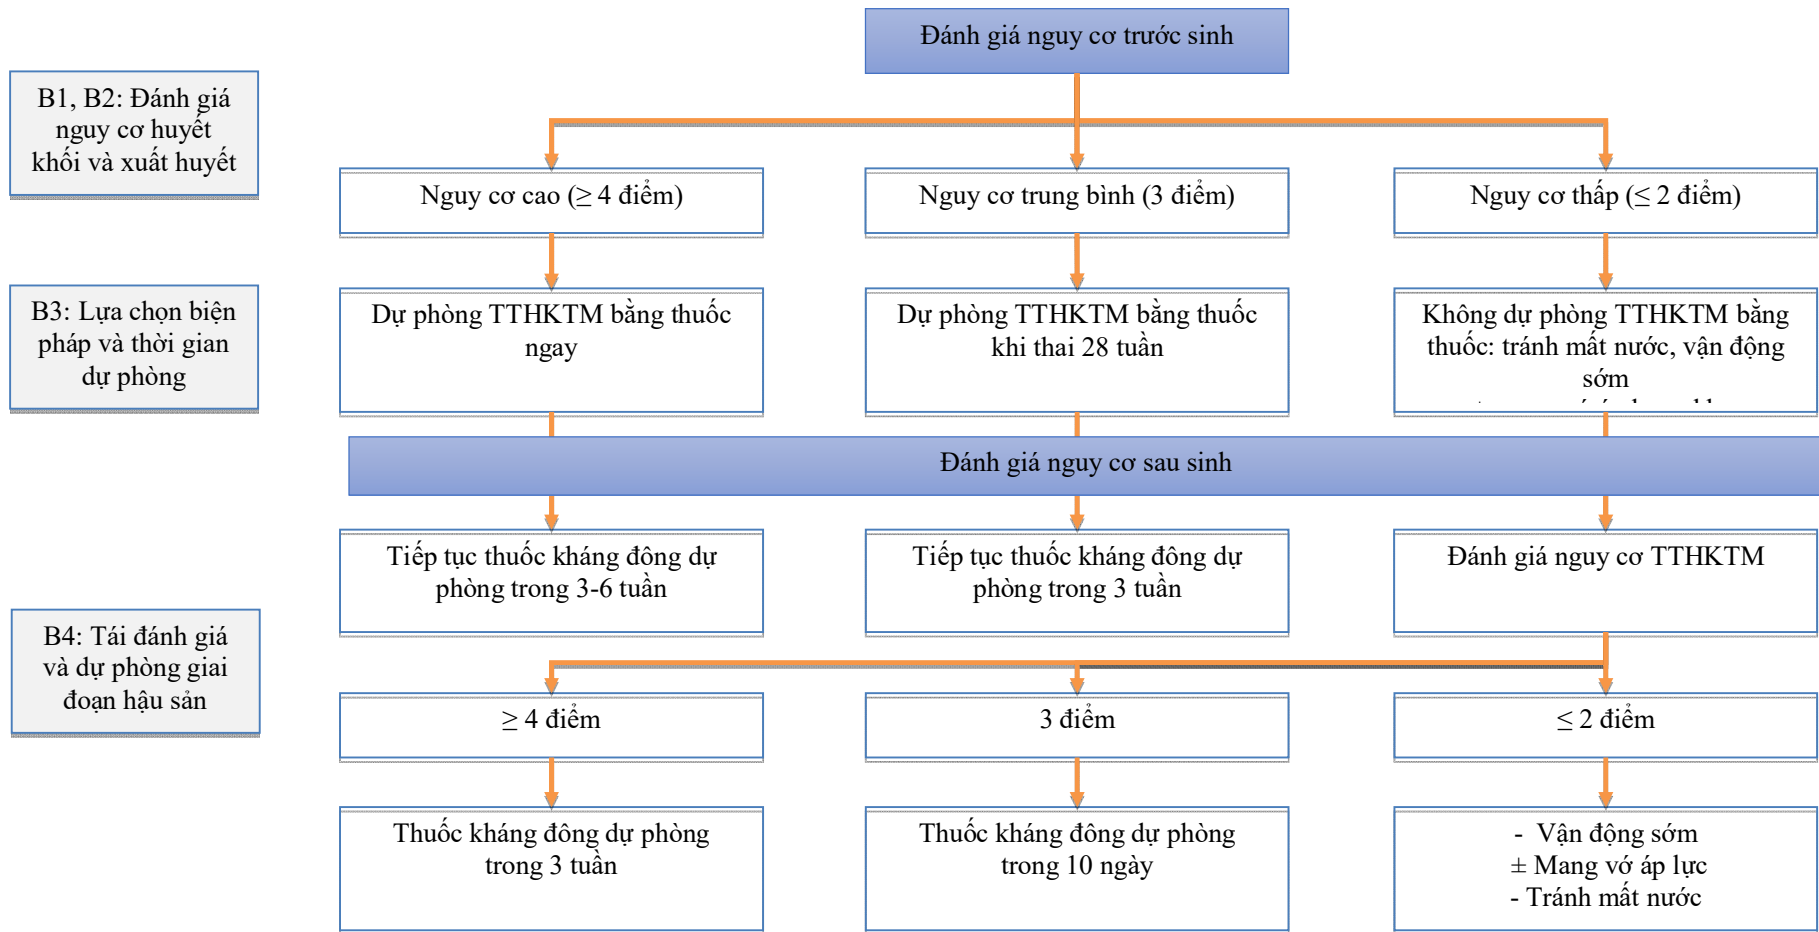 Đánh giá nguy cơ trước sinh
B1, B2: Đánh giá
nguy cơ huyết
khối và xuất huyết
Nguy cơ cao (≥ 4 điểm)
Nguy cơ trung bình (3 điểm)
Nguy cơ thấp (≤ 2 điểm)
B3: Lựa chọn biện
pháp và thời gian
dự phòng
Dự phòng TTHKTM bằng thuốc
ngay
Dự phòng TTHKTM bằng thuốc
khi thai 28 tuần
Không dự phòng TTHKTM bằng
thuốc: tránh mất nước, vận động
sớm
Đánh giá nguy cơ sau sinh
Tiếp tục thuốc kháng đông dự
phòng trong 3-6 tuần
Tiếp tục thuốc kháng đông dự
phòng trong 3 tuần
Đánh giá nguy cơ TTHKTM
B4: Tái đánh giá
và dự phòng giai
đoạn hậu sản
≥ 4 điểm
3 điểm
≤ 2 điểm
Thuốc kháng đông dự phòng
trong 3 tuần
Thuốc kháng đông dự phòng
trong 10 ngày
- Vận động sớm
± Mang vớ áp lực
- Tránh mất nước